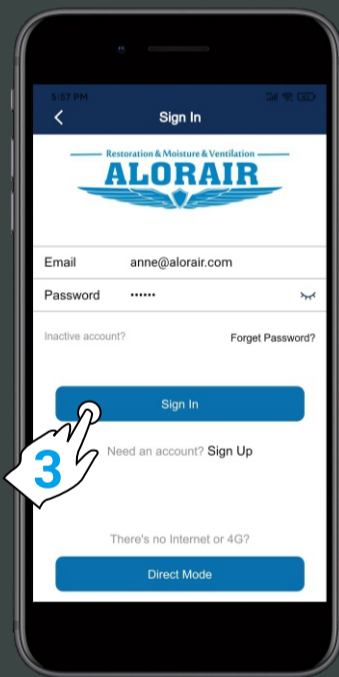 5:57 PM
Sign In
Restoration & Moisture & Ventilation
ALORAIR
Email anne@alorair.com
Password ••••••
Inactive account? Forget Password?
Sign In
3
Need an account? Sign Up
There's no Internet or 4G?
Direct Mode